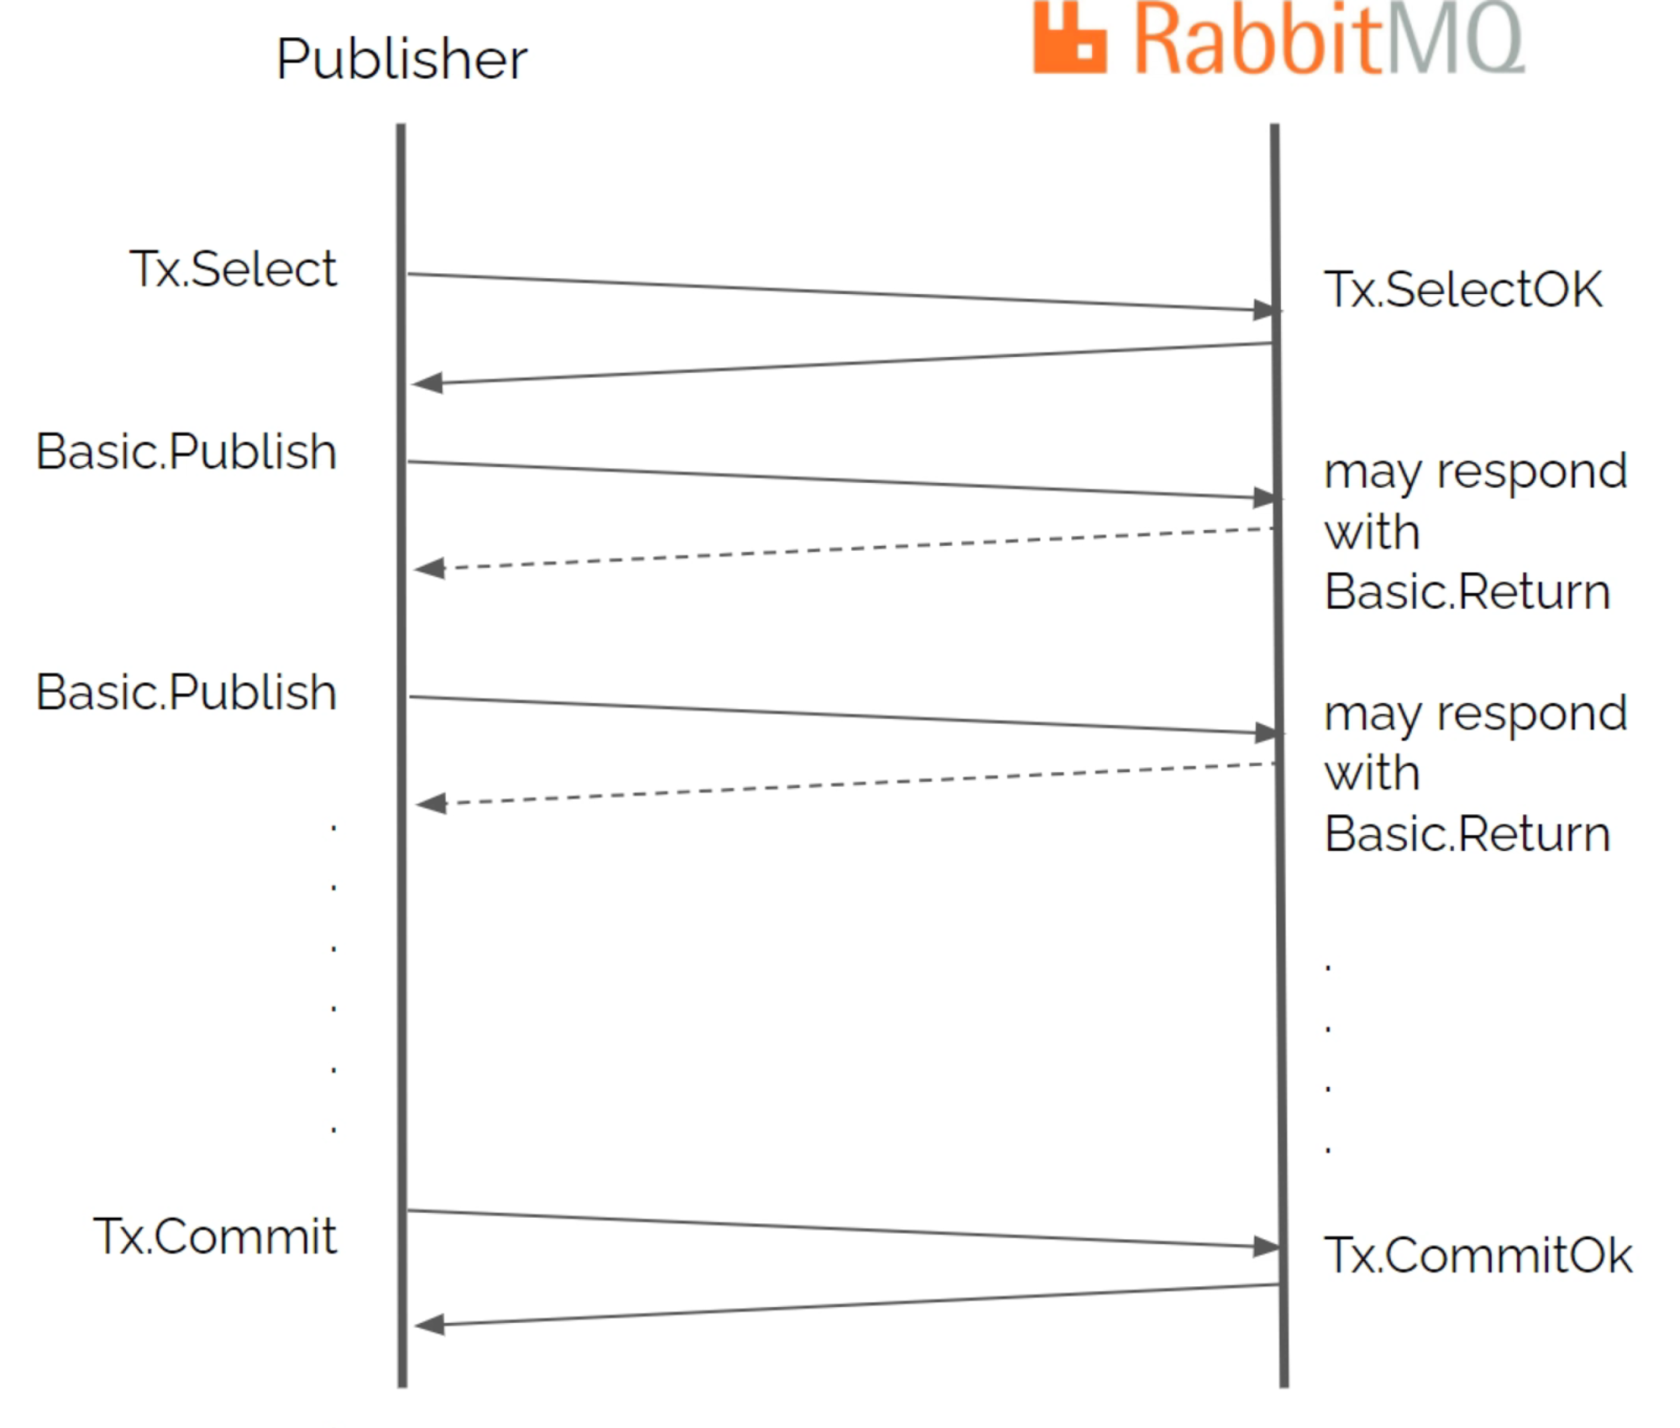 Publisher
RabbitMQ
Tx.Select
Tx.SelectOK
Basic.Publish
may respond
with
Basic.Return
Basic.Publish
may respond
with
Basic.Return
.
.
.
.
.
.
.
.
.
.
Tx.Commit
Tx.CommitOk